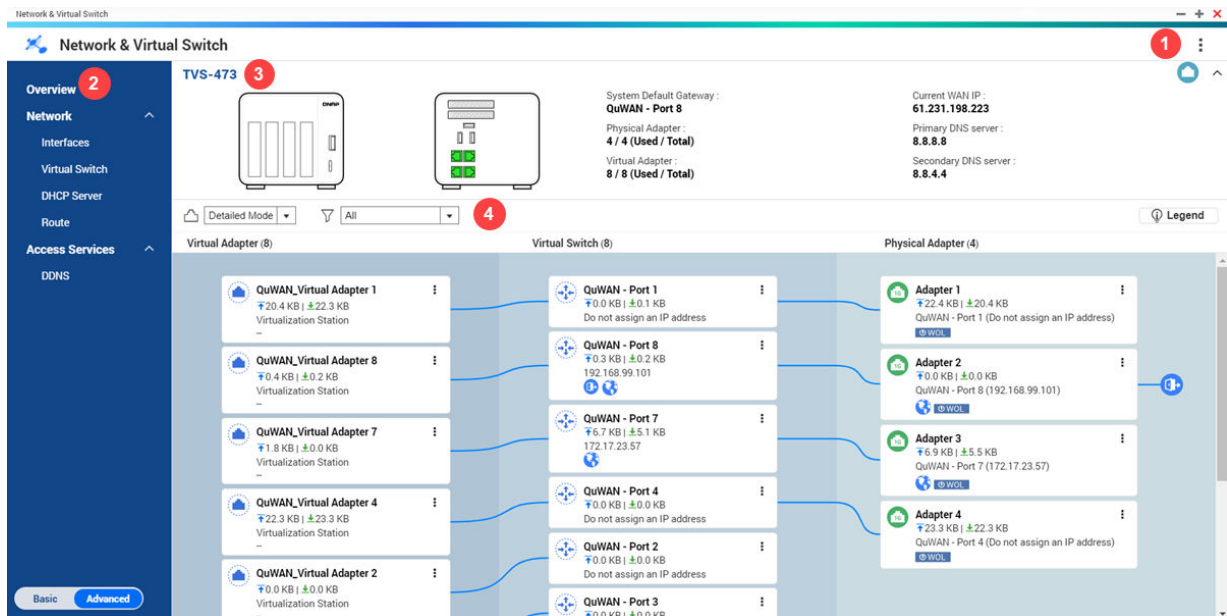 Network & Virtual Switch
Network & Virtual Switch
1
Overview
2
Network
Interfaces
Virtual Switch
DHCP Server
Route
Access Services
DDNS
Basic
Advanced
TVS-473
3
QNAP
System Default Gateway :
QuWAN - Port 8
Physical Adapter :
4 / 4 (Used / Total)
Virtual Adapter :
8 / 8 (Used / Total)
Current WAN IP :
61.231.198.223
Primary DNS server :
8.8.8.8
Secondary DNS server :
8.8.4.4
Detailed Mode
All
4
Legend
Virtual Adapter (8)
Virtual Switch (8)
Physical Adapter (4)
QuWAN_Virtual Adapter 1
20.4 KB | 22.3 KB
Virtualization Station
--
QuWAN_Virtual Adapter 8
0.4 KB | 0.2 KB
Virtualization Station
--
QuWAN_Virtual Adapter 7
1.8 KB | 0.0 KB
Virtualization Station
--
QuWAN_Virtual Adapter 4
22.3 KB | 23.3 KB
Virtualization Station
--
QuWAN_Virtual Adapter 2
0.0 KB | 0.0 KB
Virtualization Station
QuWAN - Port 1
0.0 KB | 0.1 KB
Do not assign an IP address
QuWAN - Port 8
0.3 KB | 0.2 KB
192.168.99.101
QuWAN - Port 7
6.7 KB | 5.1 KB
172.17.23.57
QuWAN - Port 4
0.0 KB | 0.0 KB
Do not assign an IP address
QuWAN - Port 2
0.0 KB | 0.0 KB
Do not assign an IP address
QuWAN - Port 3
0.0 KB | 0.0 KB
1G
Adapter 1
22.4 KB | 20.4 KB
QuWAN - Port 1 (Do not assign an IP address)
WOL
1G
Adapter 2
0.0 KB | 0.0 KB
QuWAN - Port 8 (192.168.99.101)
WOL
1G
Adapter 3
6.9 KB | 5.5 KB
QuWAN - Port 7 (172.17.23.57)
WOL
1G
Adapter 4
23.3 KB | 22.3 KB
QuWAN - Port 4 (Do not assign an IP address)
WOL